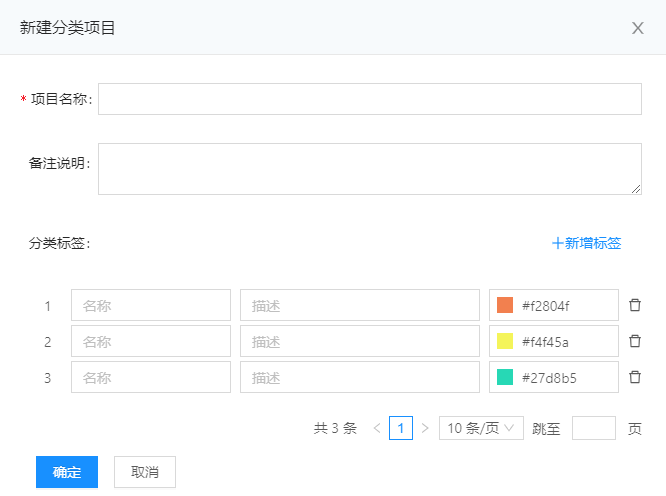 新建分类项目 X
* 项目名称:
备注说明:
分类标签: +新增标签
1 名称 描述 #f2804f
2 名称 描述 #f4f45a
3 名称 描述 #27d8b5
共 3 条 < 1 > 10 条/页 跳至 页
确定 取消